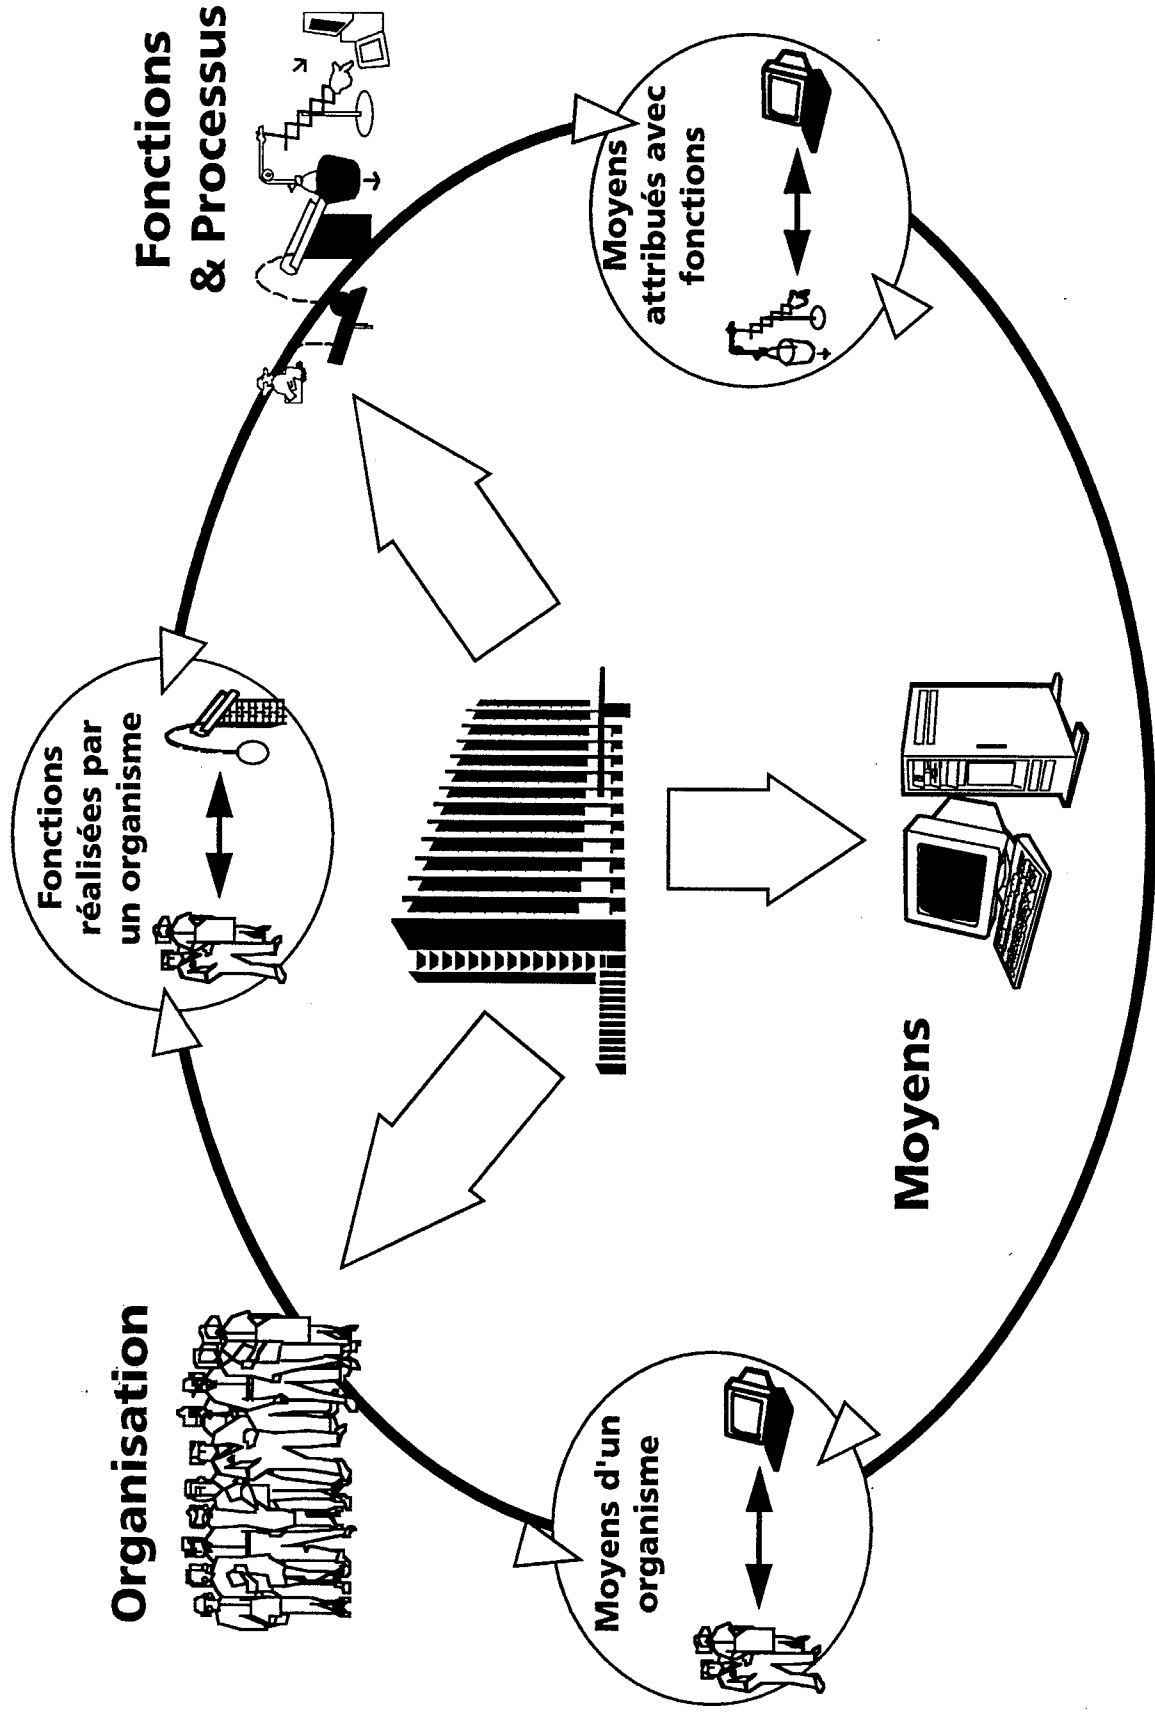 Fonctions
réalisées par
un organisme
Organisation
Fonctions
& Processus
Moyens d'un
organisme
Moyens
attribués avec
fonctions
Moyens